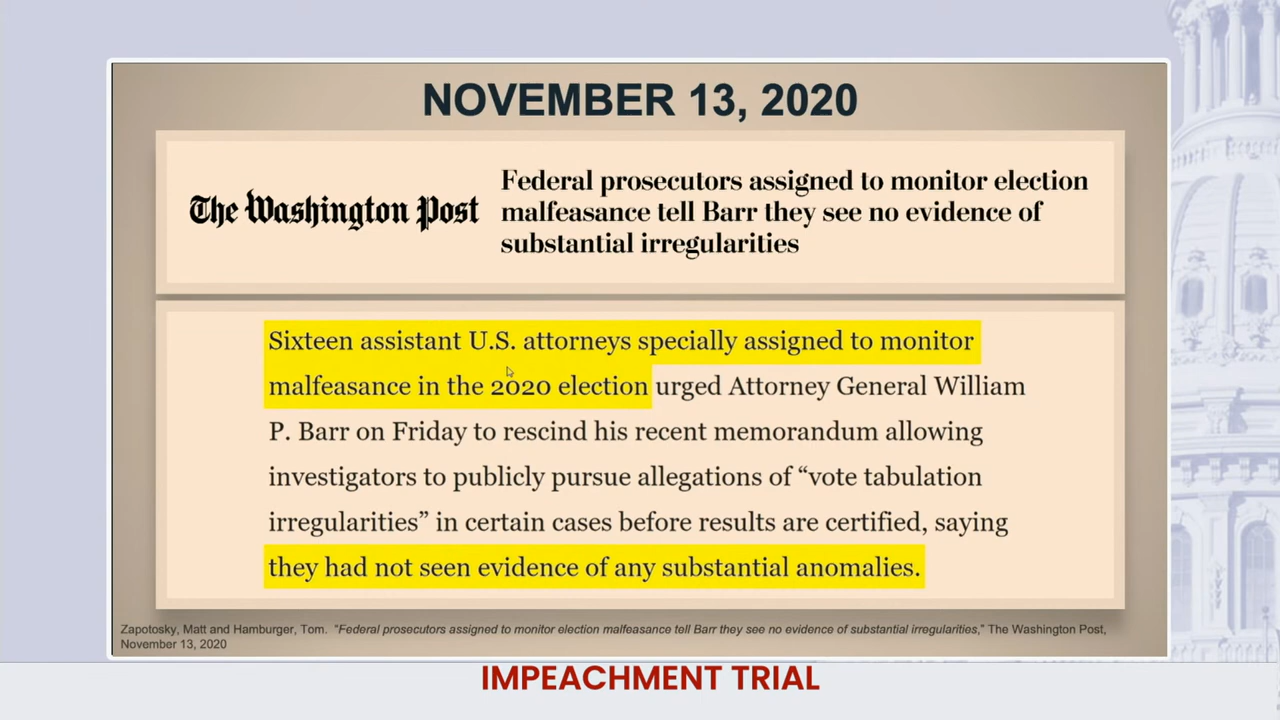 NOVEMBER 13, 2020
The Washington Post
Federal prosecutors assigned to monitor election
malfeasance tell Barr they see no evidence of
substantial irregularities
Sixteen assistant U.S. attorneys specially assigned to monitor
malfeasance in the 2020 election urged Attorney General William
P. Barr on Friday to rescind his recent memorandum allowing
investigators to publicly pursue allegations of “vote tabulation
irregularities” in certain cases before results are certified, saying
they had not seen evidence of any substantial anomalies.
Zapotosky, Matt and Hamburger, Tom. "Federal prosecutors assigned to monitor election malfeasance tell Barr they see no evidence of substantial irregularities," The Washington Post,
November 13, 2020
IMPEACHMENT TRIAL